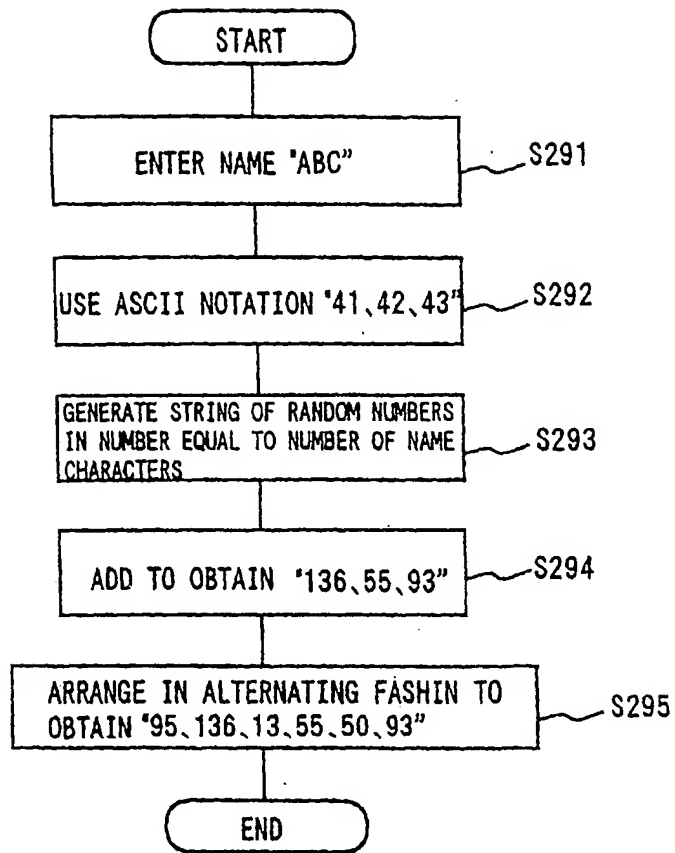 START
ENTER NAME "ABC"
S291
USE ASCII NOTATION "41、42、43"
S292
GENERATE STRING OF RANDOM NUMBERS
IN NUMBER EQUAL TO NUMBER OF NAME
CHARACTERS
S293
ADD TO OBTAIN "136、55、93"
S294
ARRANGE IN ALTERNATING FASHIN TO
OBTAIN "95、136、13、55、50、93"
S295
END